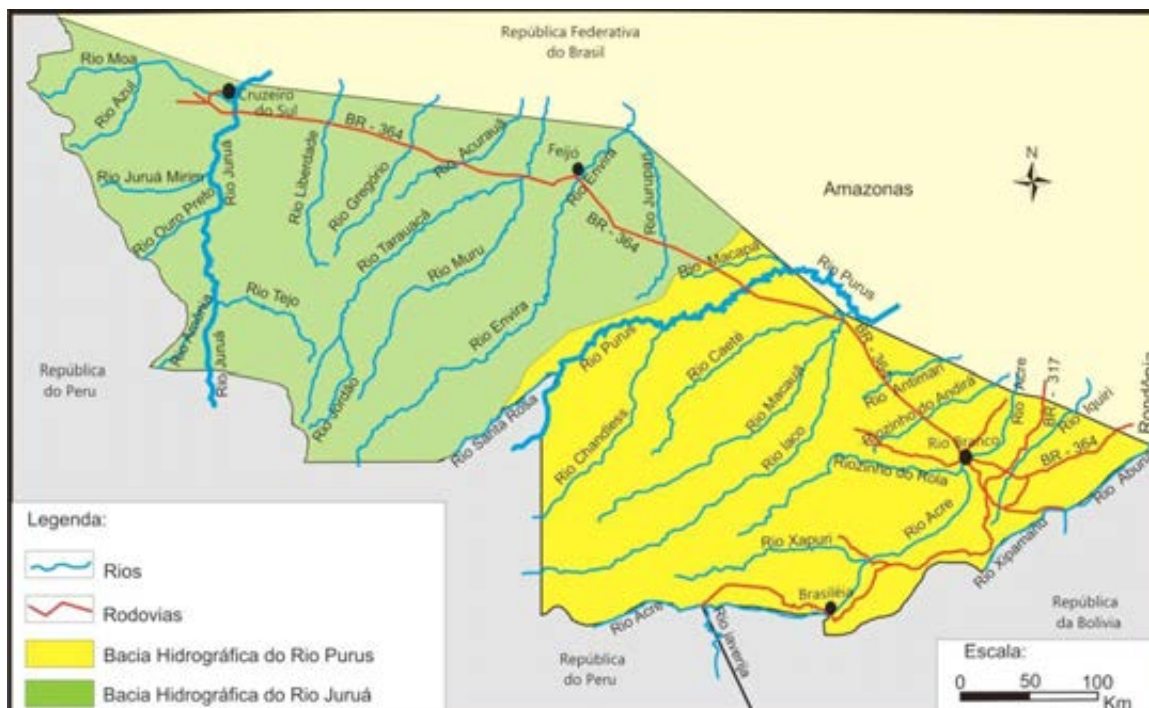 República Federativa
do Brasil
Rio Moa
Rio Azul
Cruzeiro
do Sul
BR - 364
Rio Acurauã
Feijó
Rio Envira
N
Rio Liberdade
Rio Gregório
Rio Jurupari
Amazonas
Rio Juruá Mirim
Rio Juruá
Rio Ouro Preto
Rio Tarauacá
BR - 364
Rio Muru
Rio Macapá
Rio Purus
Rio Tejo
Rio Envira
Rio Purus
Rio Juruá
República
do Peru
Rio Jordão
Rio Santa Rosa
Rio Caeté
BR - 364
Rio Antimari
Riozinho do Andirá
Rio Acre
BR - 317
Rio Iquiri
Rondônia
Rio Chandless
Rio Macauã
Rio Iaco
Rio Branco
BR - 364
Riozinho do Rola
Rio Abunã
Rio Acre
Rio Xapuri
Rio Xipamanu
Brasiléia
Rio Acre
Rio Javerija
República
do Peru
República
da Bolívia
Legenda:
Rios
Rodovias
Bacia Hidrográfica do Rio Purus
Bacia Hidrográfica do Rio Juruá
Escala:
0 50 100
Km